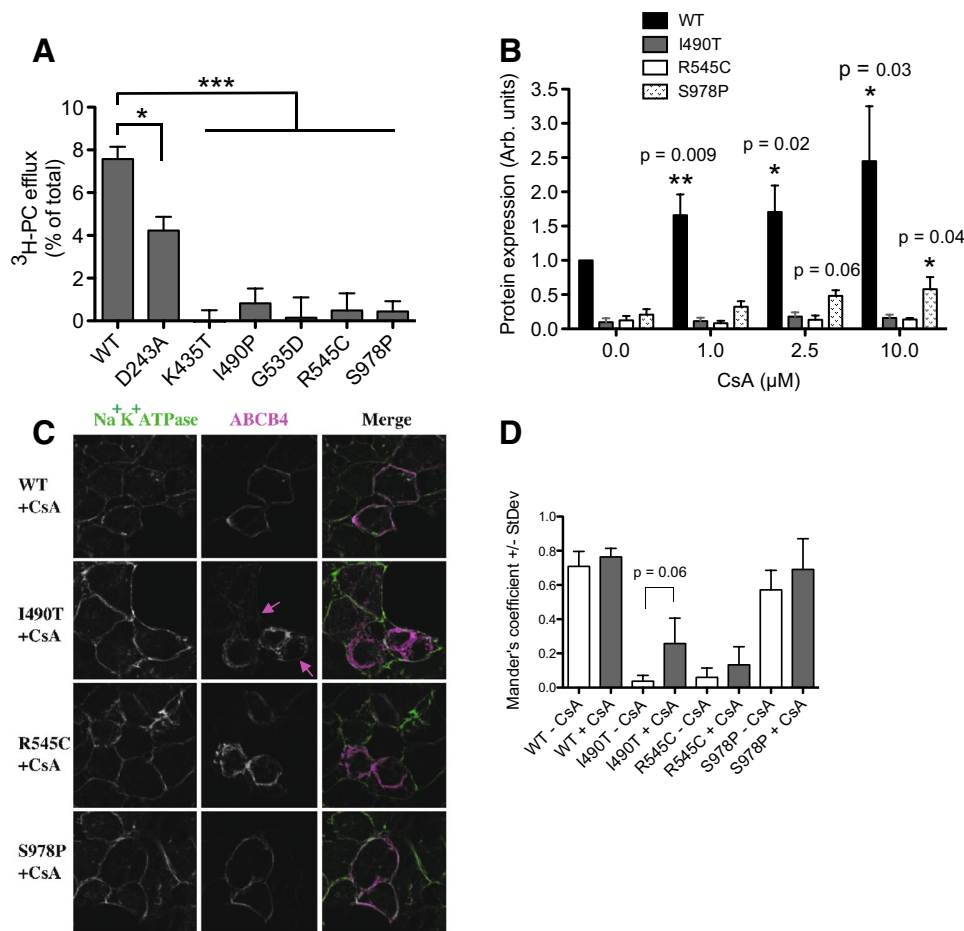 A
***
*
10
8
6
4
2
0
³H-PC efflux
(% of total)
WT
D243A
K435T
I490P
G535D
R545C
S978P
B
WT
I490T
R545C
S978P
Protein expression (Arb. units)
3.5
3.0
2.5
2.0
1.5
1.0
0.5
0.0
p = 0.009
**
p = 0.02
*
p = 0.03
*
p = 0.06
p = 0.04
*
0.0
1.0
2.5
10.0
CsA (µM)
C
Na⁺K⁺ATPase
ABCB4
Merge
WT
+CsA
I490T
+CsA
R545C
+CsA
S978P
+CsA
D
Mander's coefficient +/- StDev
1.0
0.8
0.6
0.4
0.2
0.0
p = 0.06
WT - CsA
WT + CsA
I490T - CsA
I490T + CsA
R545C - CsA
R545C + CsA
S978P - CsA
S978P + CsA